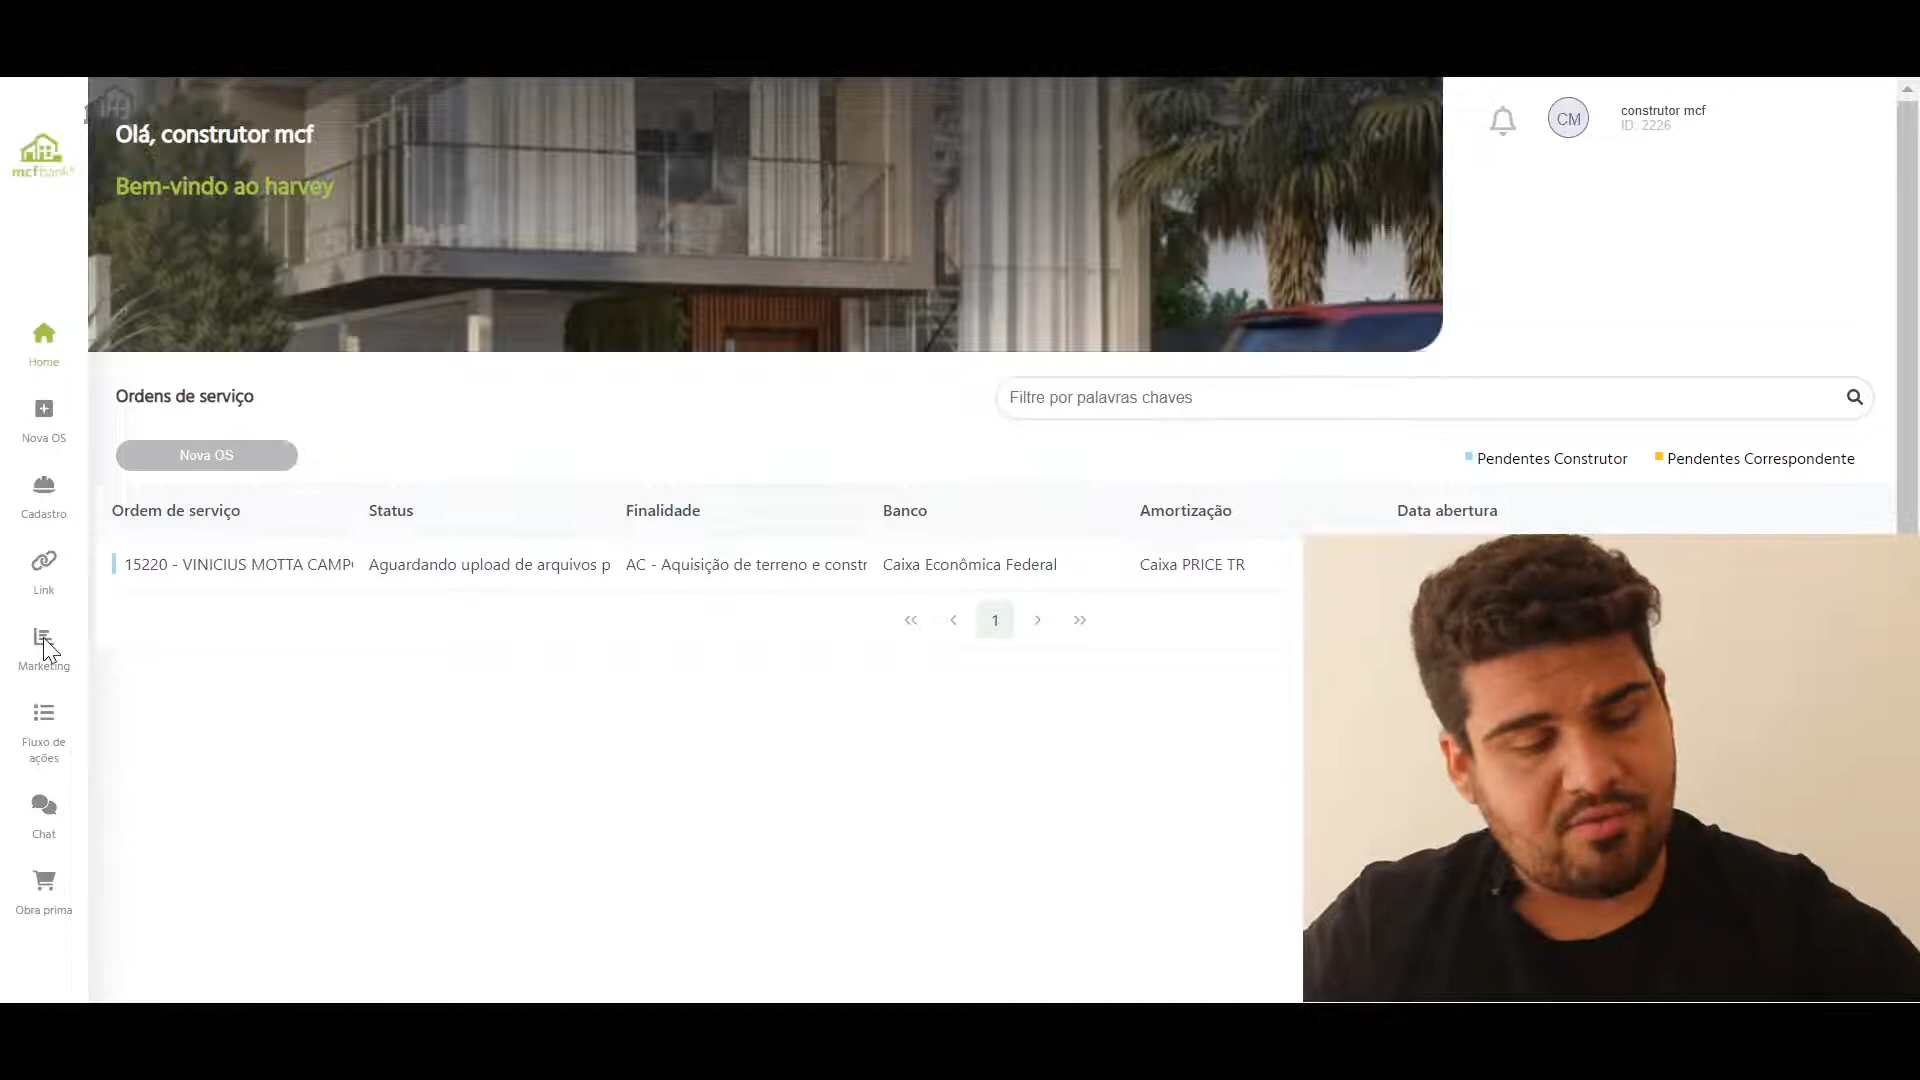 Olá, construtor mcf
Bem-vindo ao harvey
172
construtor mcf
ID: 2226
CM
mcfbank
Home
Nova OS
Cadastro
Link
Marketing
Fluxo de
ações
Chat
Obra prima
Ordens de serviço
Filtre por palavras chaves
Nova OS
Pendentes Construtor
Pendentes Correspondente
Ordem de serviço Status Finalidade Banco Amortização Data abertura
15220 - VINICIUS MOTTA CAMP Aguardando upload de arquivos p AC - Aquisição de terreno e constr Caixa Econômica Federal Caixa PRICE TR
<< < 1 > >>